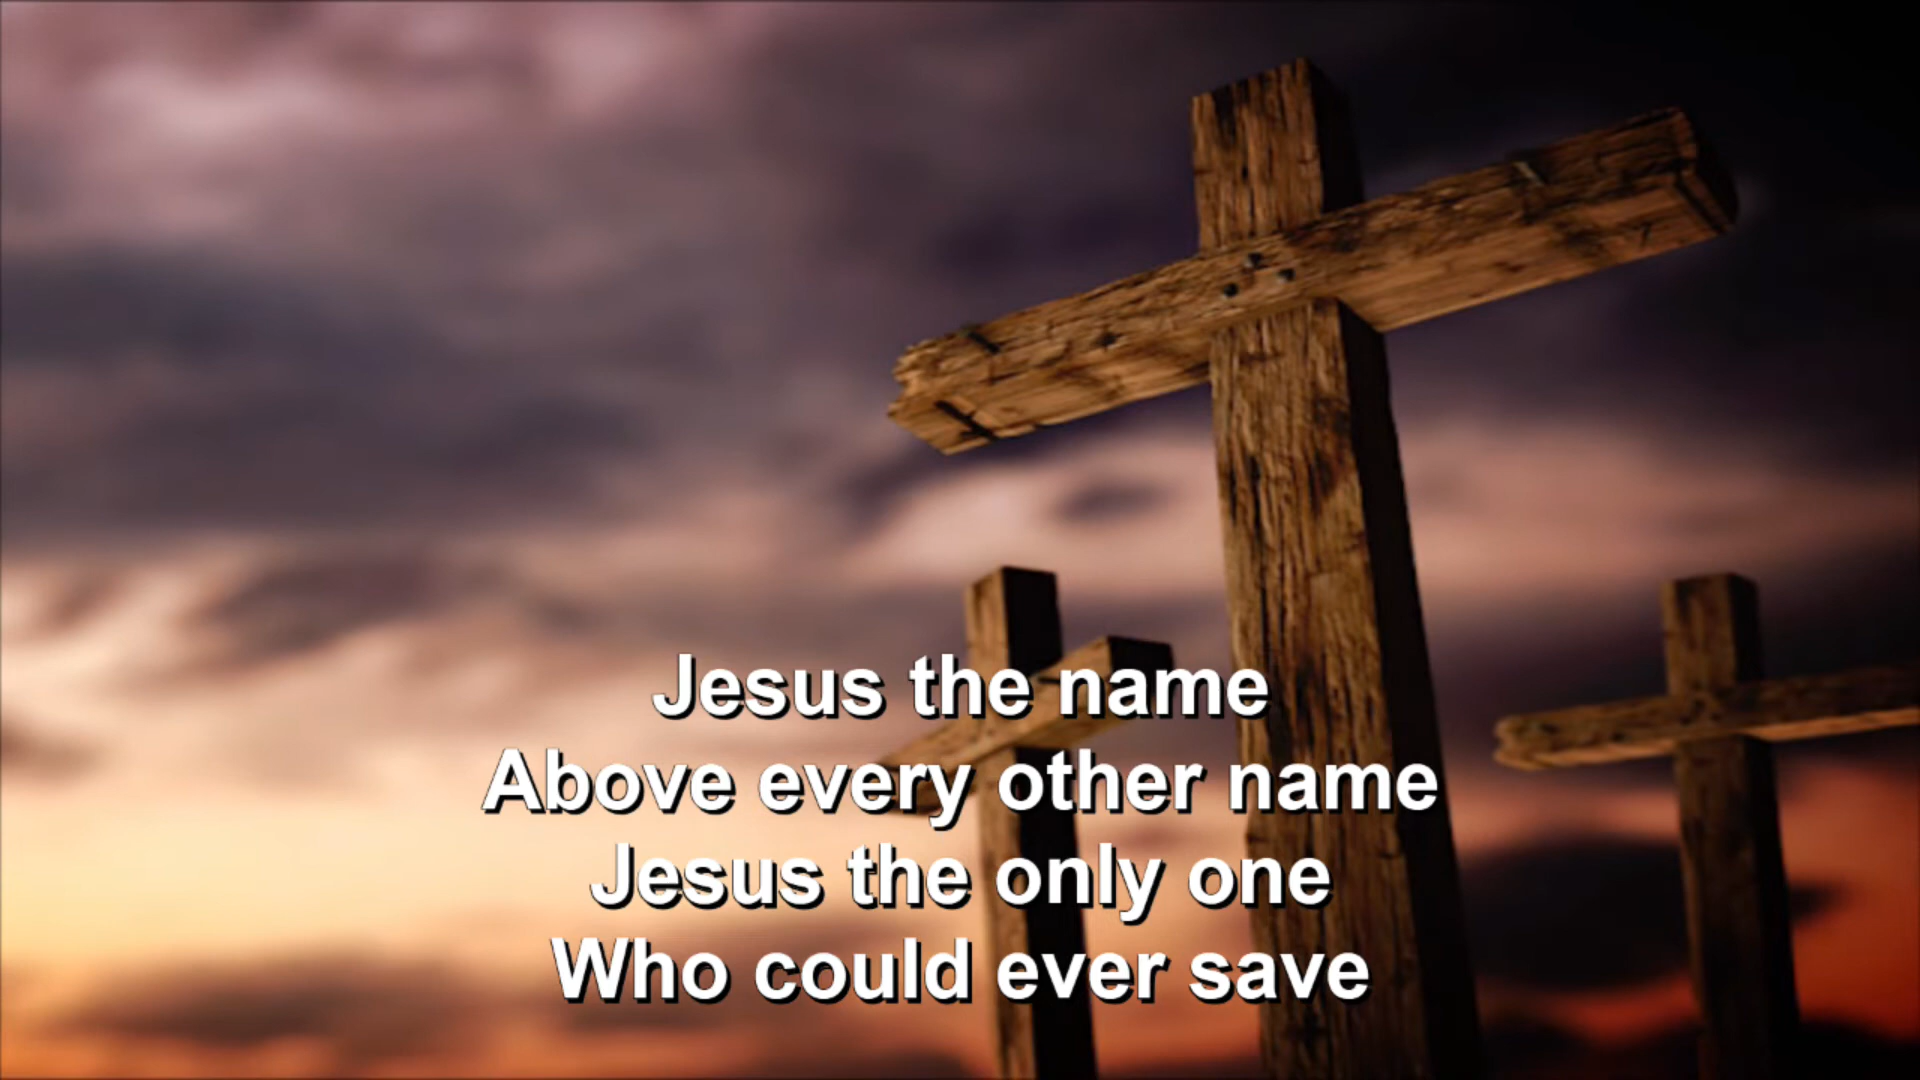 Jesus the name
Above every other name
Jesus the only one
Who could ever save